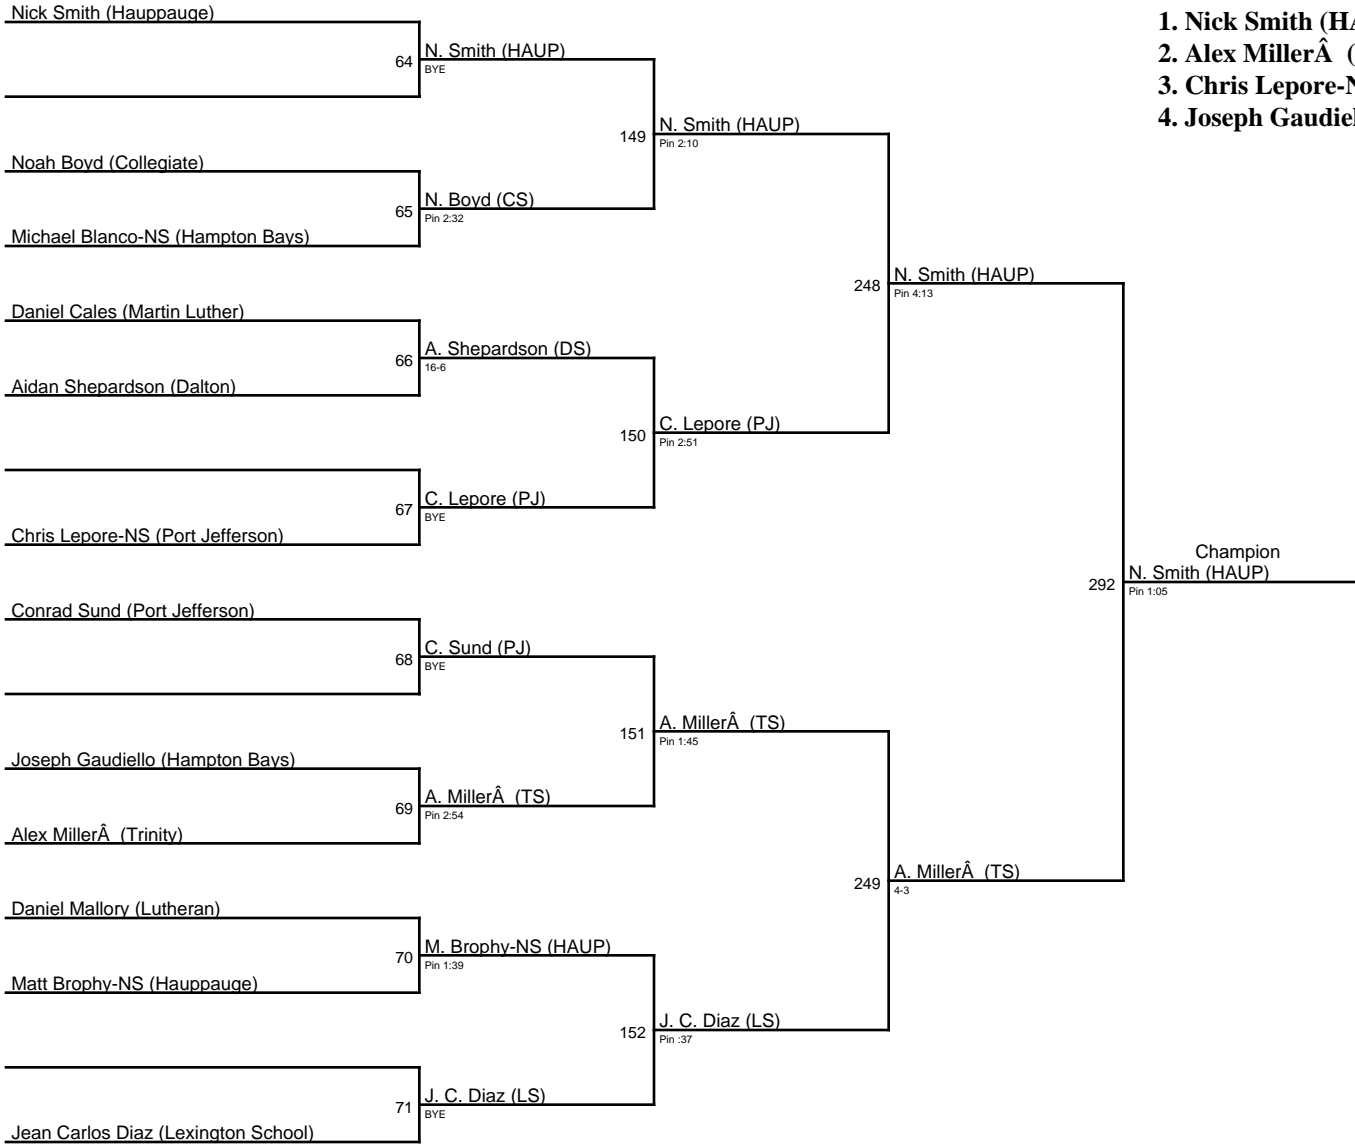 Nick Smith (Hauppauge)
1. Nick Smith (HA
2. Alex MillerÂ (
3. Chris Lepore-N
4. Joseph Gaudiel
64 N. Smith (HAUP)
BYE
149 N. Smith (HAUP)
Pin 2:10
Noah Boyd (Collegiate)
65 N. Boyd (CS)
Pin 2:32
Michael Blanco-NS (Hampton Bays)
248 N. Smith (HAUP)
Pin 4:13
Daniel Cales (Martin Luther)
66 A. Shepardson (DS)
16-6
Aidan Shepardson (Dalton)
150 C. Lepore (PJ)
Pin 2:51
67 C. Lepore (PJ)
BYE
Chris Lepore-NS (Port Jefferson)
Champion
292 N. Smith (HAUP)
Pin 1:05
Conrad Sund (Port Jefferson)
68 C. Sund (PJ)
BYE
151 A. MillerÂ (TS)
Pin 1:45
Joseph Gaudiello (Hampton Bays)
69 A. MillerÂ (TS)
Pin 2:54
Alex MillerÂ (Trinity)
249 A. MillerÂ (TS)
4-3
Daniel Mallory (Lutheran)
70 M. Brophy-NS (HAUP)
Pin 1:39
Matt Brophy-NS (Hauppauge)
152 J. C. Diaz (LS)
Pin :37
71 J. C. Diaz (LS)
BYE
Jean Carlos Diaz (Lexington School)